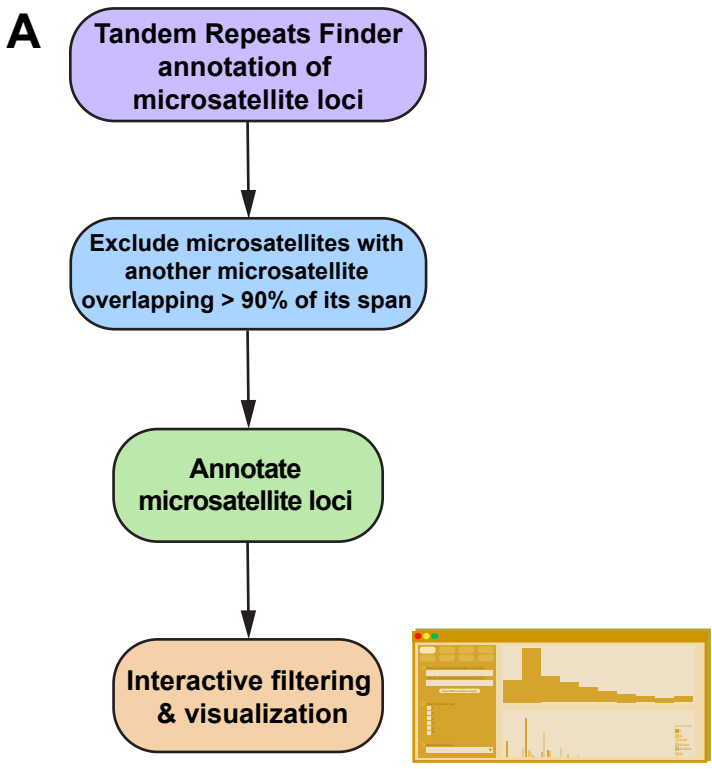 A
Tandem Repeats Finder
annotation of
microsatellite loci
Exclude microsatellites with
another microsatellite
overlapping > 90% of its span
Annotate
microsatellite loci
Interactive filtering
& visualization